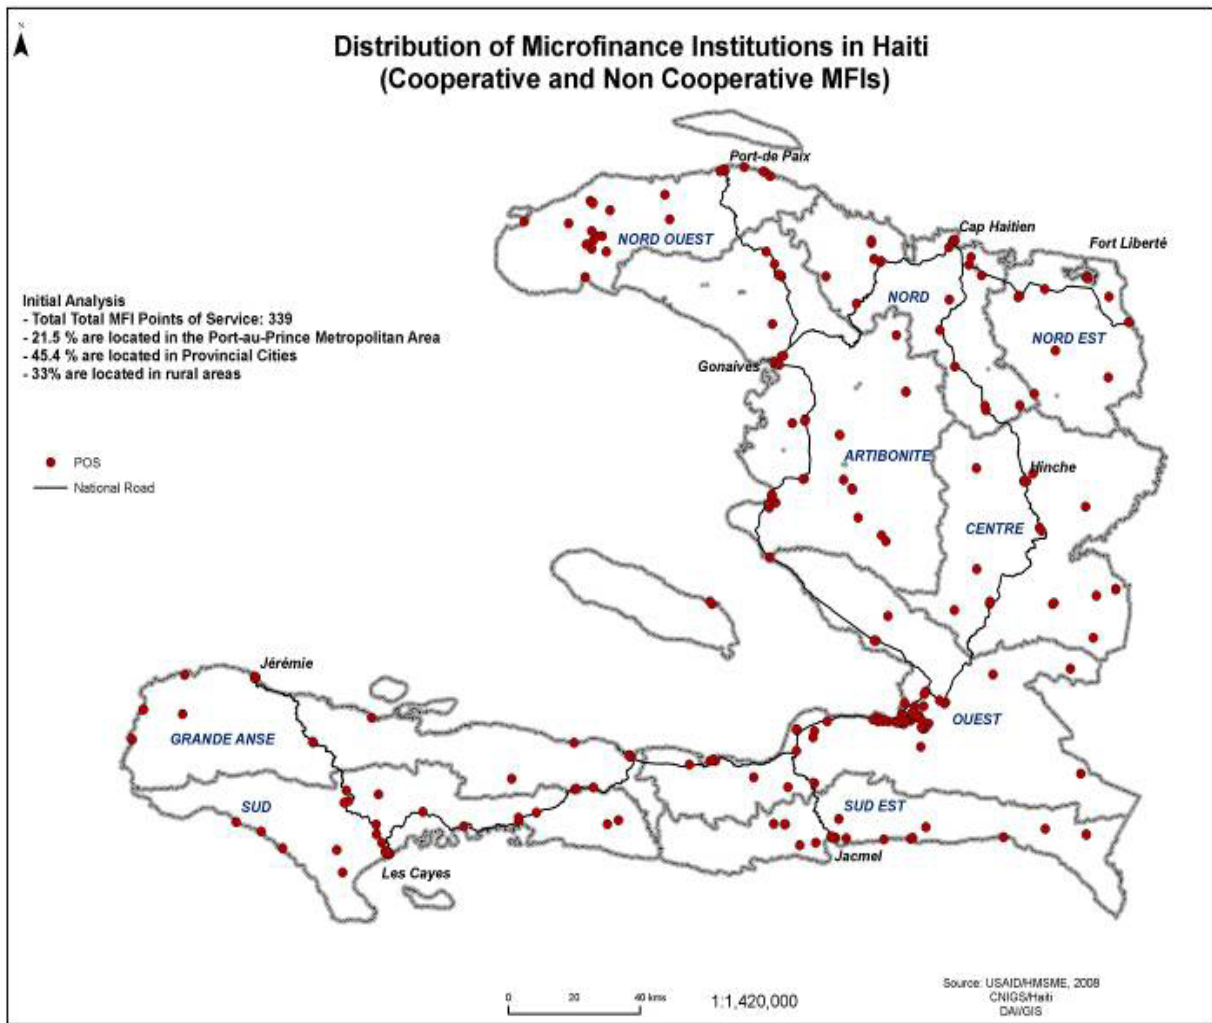 N
Distribution of Microfinance Institutions in Haiti
(Cooperative and Non Cooperative MFIs)
Port-de Paix
Cap Haitien
Fort Liberté
NORD OUEST
Initial Analysis
- Total Total MFI Points of Service: 339
- 21.5 % are located in the Port-au-Prince Metropolitan Area
- 45.4 % are located in Provincial Cities
- 33% are located in rural areas
NORD
NORD EST
Gonaives
POS
National Road
ARTIBONITE
Hinche
CENTRE
Jérémie
OUEST
GRANDE ANSE
SUD
SUD EST
Jacmel
Les Cayes
Source: USAID/HMSME, 2008
CNIGS/Haiti
DAI/GIS
0 20 40 kms
1:1,420,000